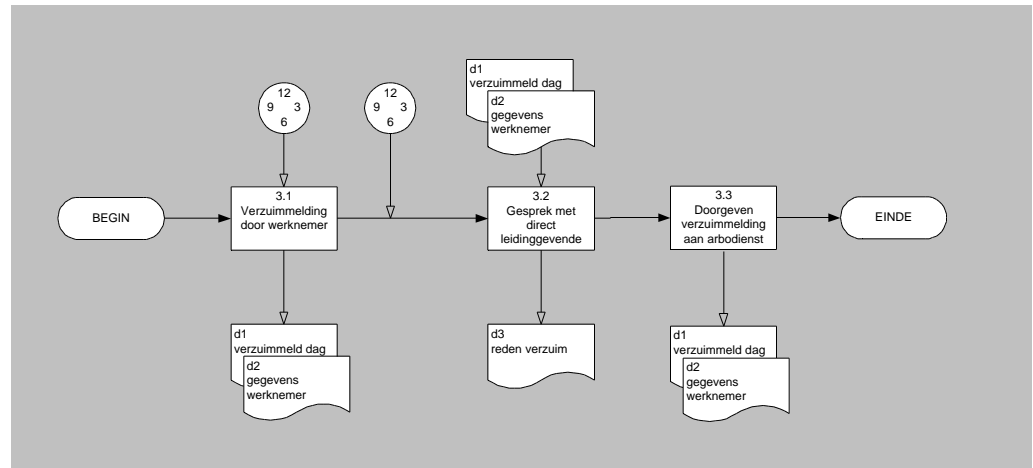 12
9 3
6
12
9 3
6
d1
verzuimmeld dag
d2
gegevens
werknemer
BEGIN
3.1
Verzuimmelding
door werknemer
3.2
Gesprek met
direct
leidinggevende
3.3
Doorgeven
verzuimmelding
aan arbodienst
EINDE
d1
verzuimmeld dag
d2
gegevens
werknemer
d3
reden verzuim
d1
verzuimmeld dag
d2
gegevens
werknemer